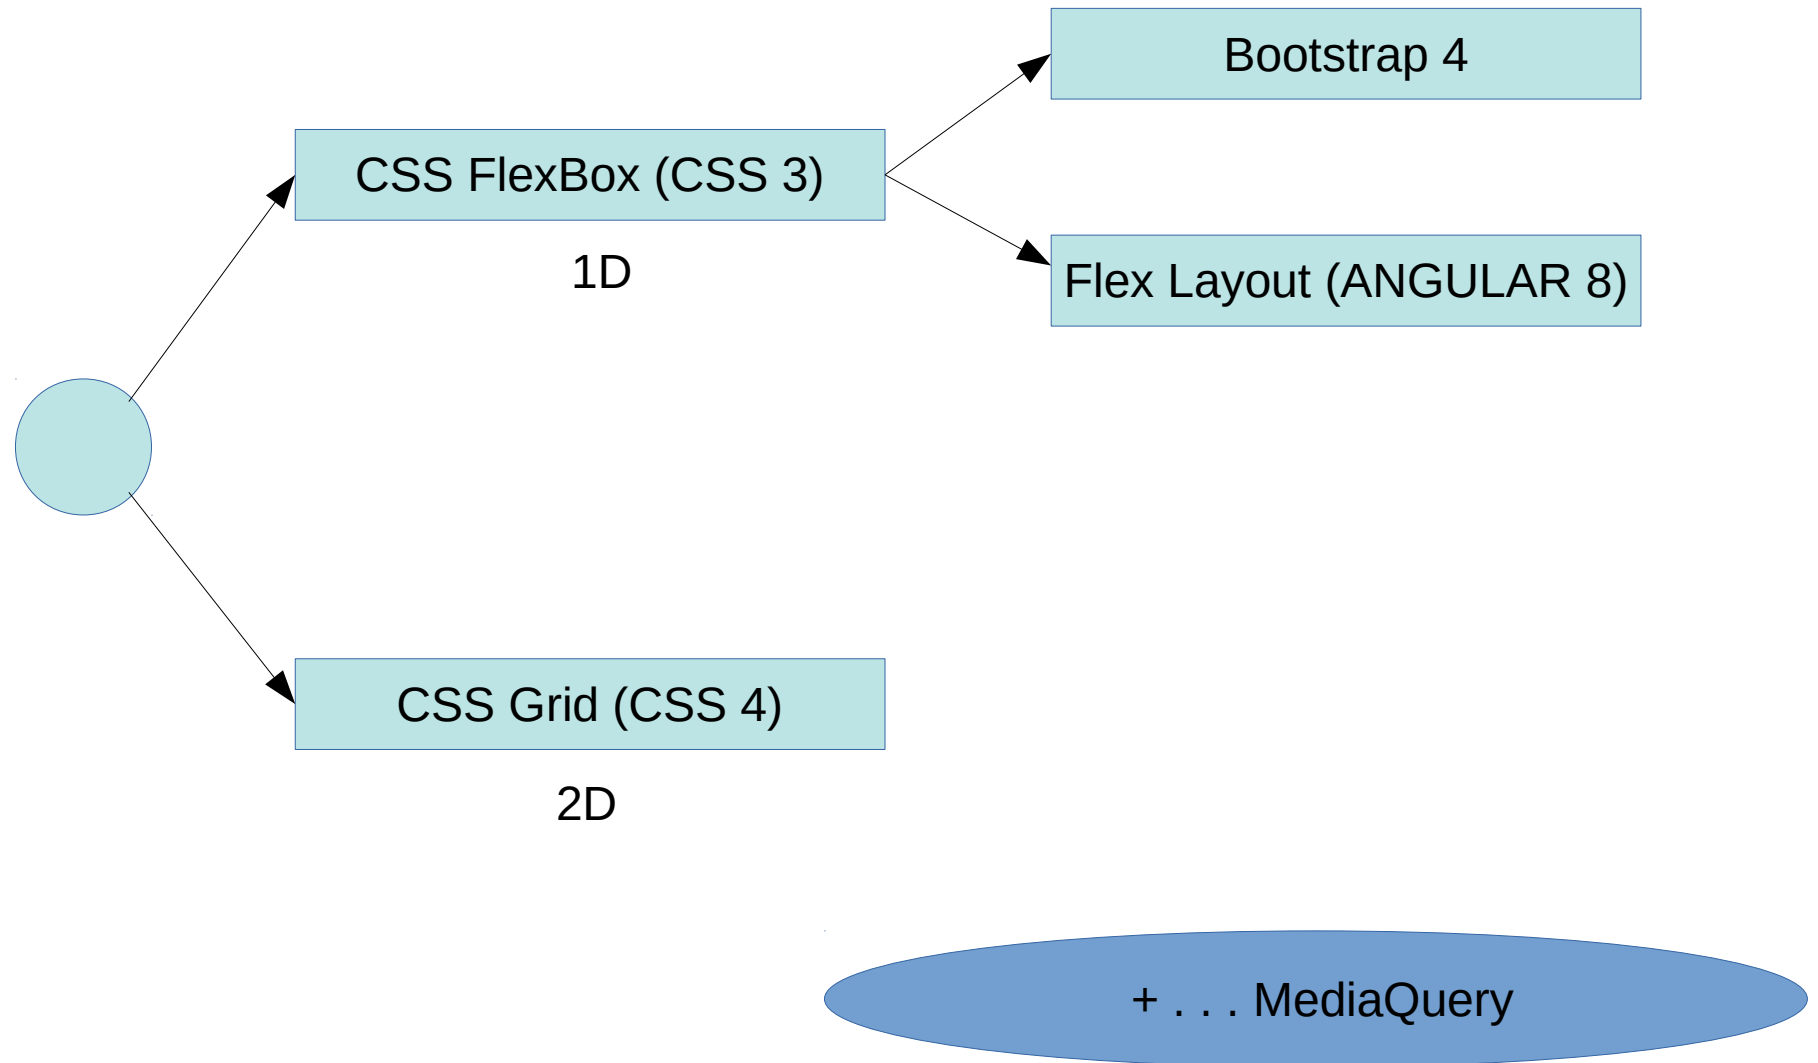 Bootstrap 4
CSS FlexBox (CSS 3)
1D
Flex Layout (ANGULAR 8)
CSS Grid (CSS 4)
2D
+ . . . MediaQuery